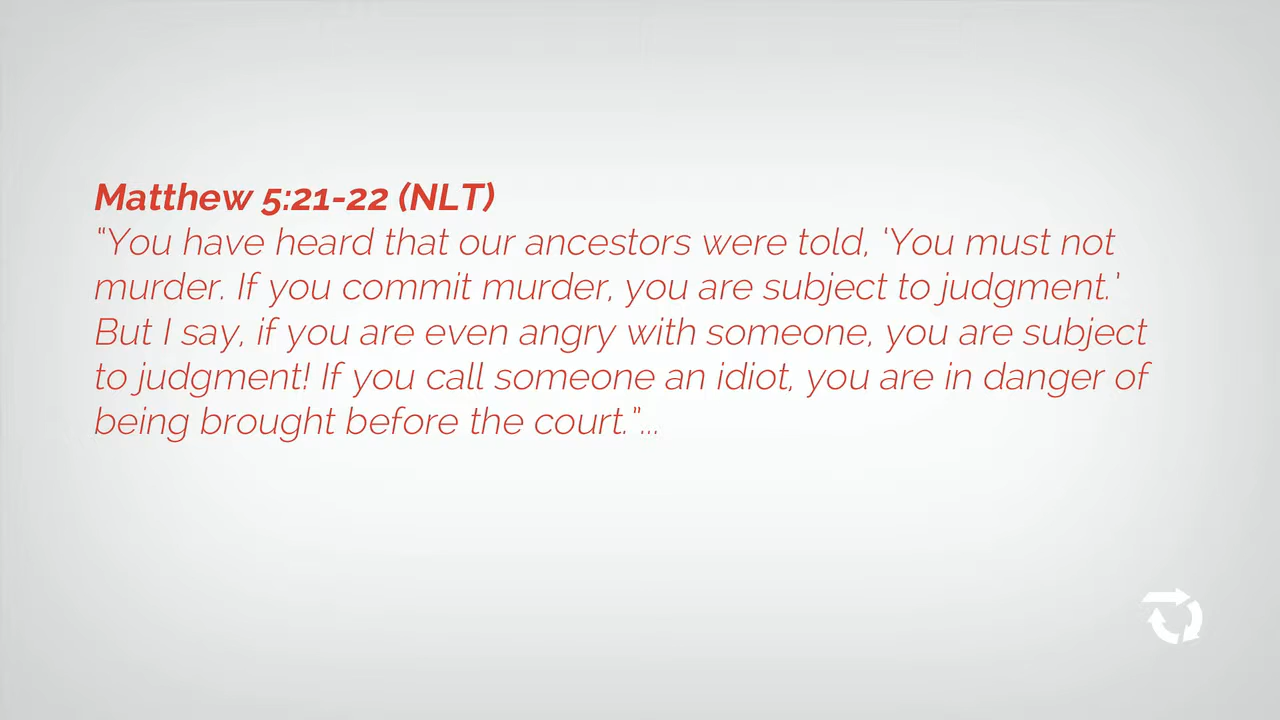 Matthew 5:21-22 (NLT)
“You have heard that our ancestors were told, ‘You must not
murder. If you commit murder, you are subject to judgment.’
But I say, if you are even angry with someone, you are subject
to judgment! If you call someone an idiot, you are in danger of
being brought before the court.”...